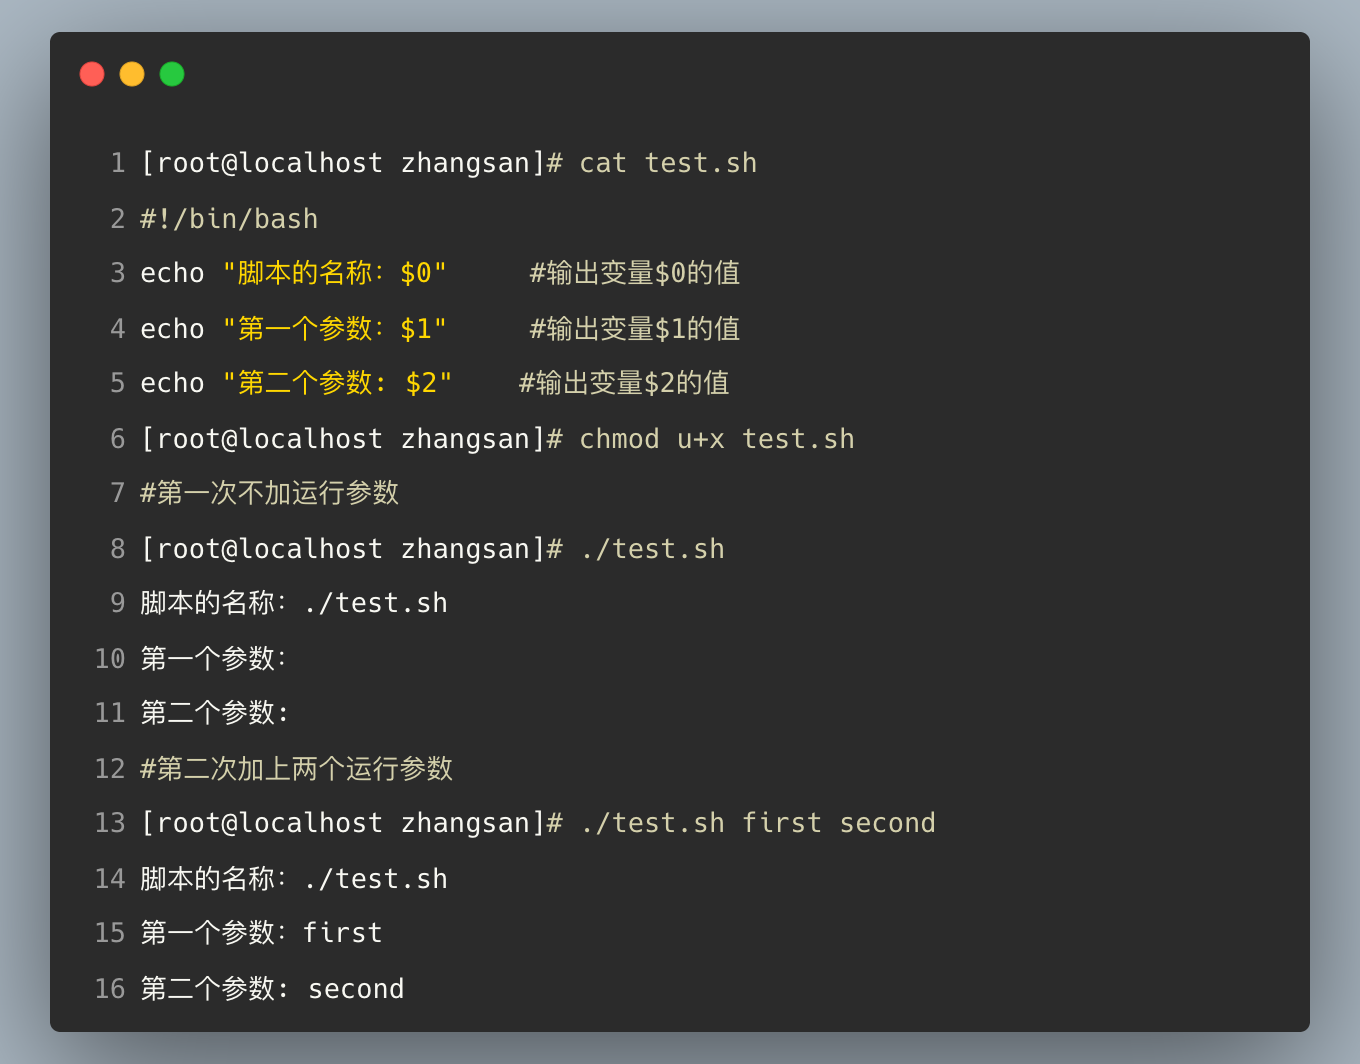 1 [root@localhost zhangsan]# cat test.sh
2 #!/bin/bash
3 echo "脚本的名称：$0"     #输出变量$0的值
4 echo "第一个参数：$1"     #输出变量$1的值
5 echo "第二个参数: $2"    #输出变量$2的值
6 [root@localhost zhangsan]# chmod u+x test.sh
7 #第一次不加运行参数
8 [root@localhost zhangsan]# ./test.sh
9 脚本的名称：./test.sh
10 第一个参数：
11 第二个参数:
12 #第二次加上两个运行参数
13 [root@localhost zhangsan]# ./test.sh first second
14 脚本的名称：./test.sh
15 第一个参数：first
16 第二个参数: second